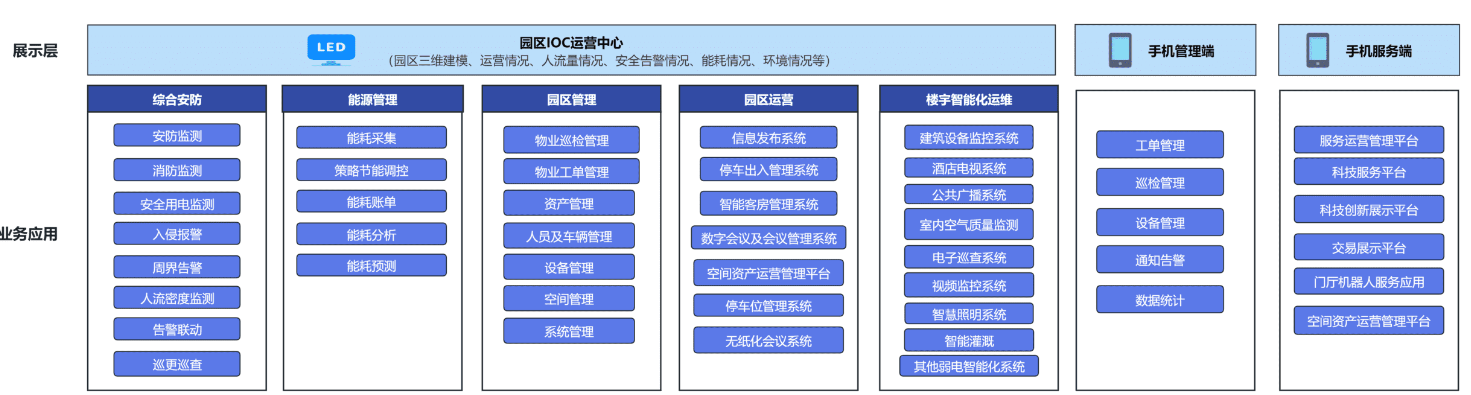 展示层
LED
园区IOC运营中心
(园区三维建模、运营情况、人流量情况、安全告警情况、能耗情况、环境情况等)
手机管理端
手机服务端
业务应用
综合安防
安防监测
消防监测
安全用电监测
入侵报警
周界告警
人流密度监测
告警联动
巡更巡查
能源管理
能耗采集
策略节能调控
能耗账单
能耗分析
能耗预测
园区管理
物业巡检管理
物业工单管理
资产管理
人员及车辆管理
设备管理
空间管理
系统管理
园区运营
信息发布系统
停车出入管理系统
智能客房管理系统
数字会议及会议管理系统
空间资产运营管理平台
停车位管理系统
无纸化会议系统
楼宇智能化运维
建筑设备监控系统
酒店电视系统
公共广播系统
室内空气质量监测
电子巡查系统
视频监控系统
智慧照明系统
智能灌溉
其他弱电智能化系统
工单管理
巡检管理
设备管理
通知告警
数据统计
服务运营管理平台
科技服务平台
科技创新展示平台
交易展示平台
门厅机器人服务应用
空间资产运营管理平台